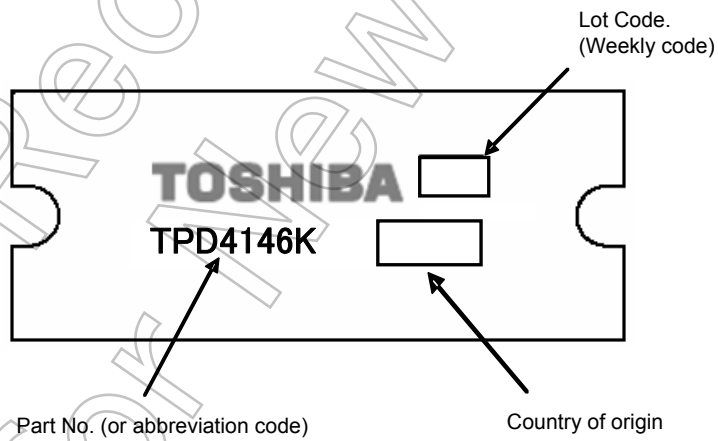 Lot Code.
(Weekly code)
TOSHIBA
TPD4146K
Part No. (or abbreviation code)
Country of origin